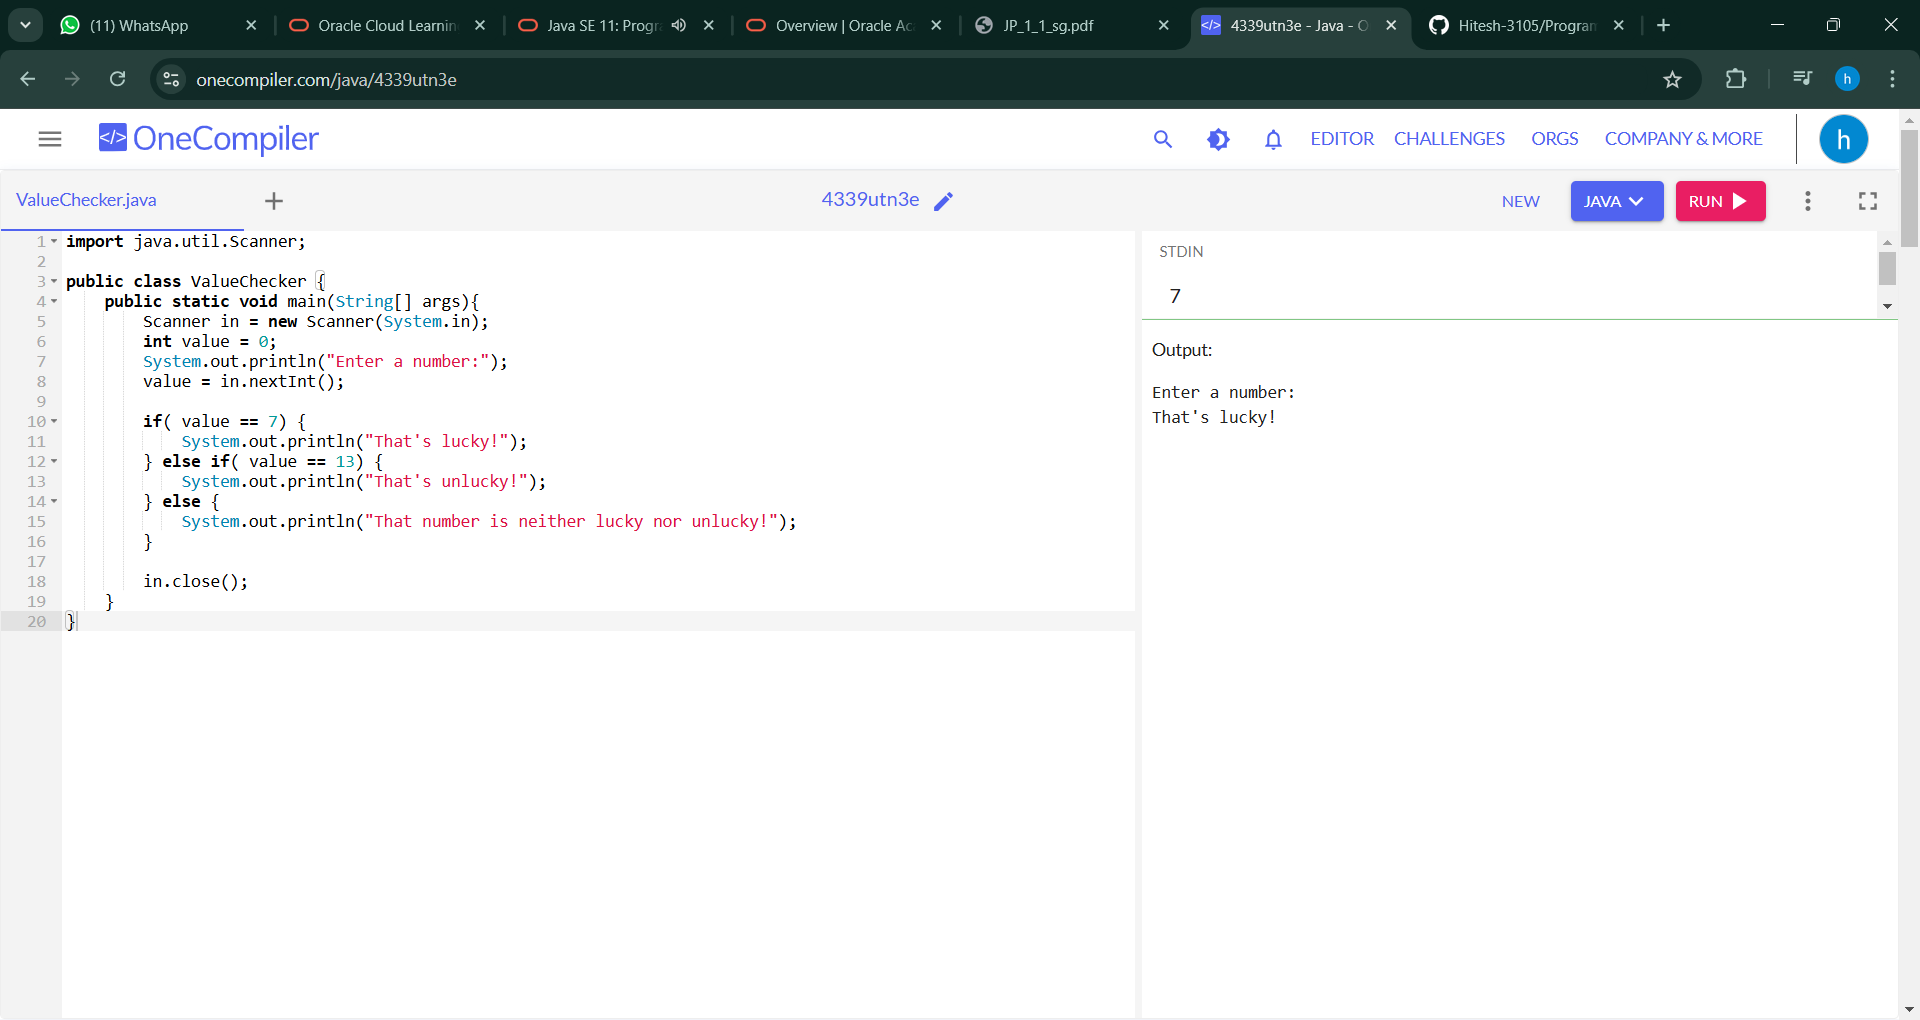 (11) WhatsApp
Oracle Cloud Learnin
Java SE 11: Progra
Overview | Oracle Ac
JP_1_1_sg.pdf
4339utn3e - Java - O
Hitesh-3105/Program
onecompiler.com/java/4339utn3e
h
</> OneCompiler
EDITOR
CHALLENGES
ORGS
COMPANY & MORE
h
ValueChecker.java
4339utn3e
NEW
JAVA
RUN
1 import java.util.Scanner;
2
3 public class ValueChecker {
4 public static void main(String[] args){
5 Scanner in = new Scanner(System.in);
6 int value = 0;
7 System.out.println("Enter a number:");
8 value = in.nextInt();
9
10 if( value == 7) {
11 System.out.println("That's lucky!");
12 } else if( value == 13) {
13 System.out.println("That's unlucky!");
14 } else {
15 System.out.println("That number is neither lucky nor unlucky!");
16 }
17
18 in.close();
19 }
20 }
STDIN
7
Output:
Enter a number:
That's lucky!